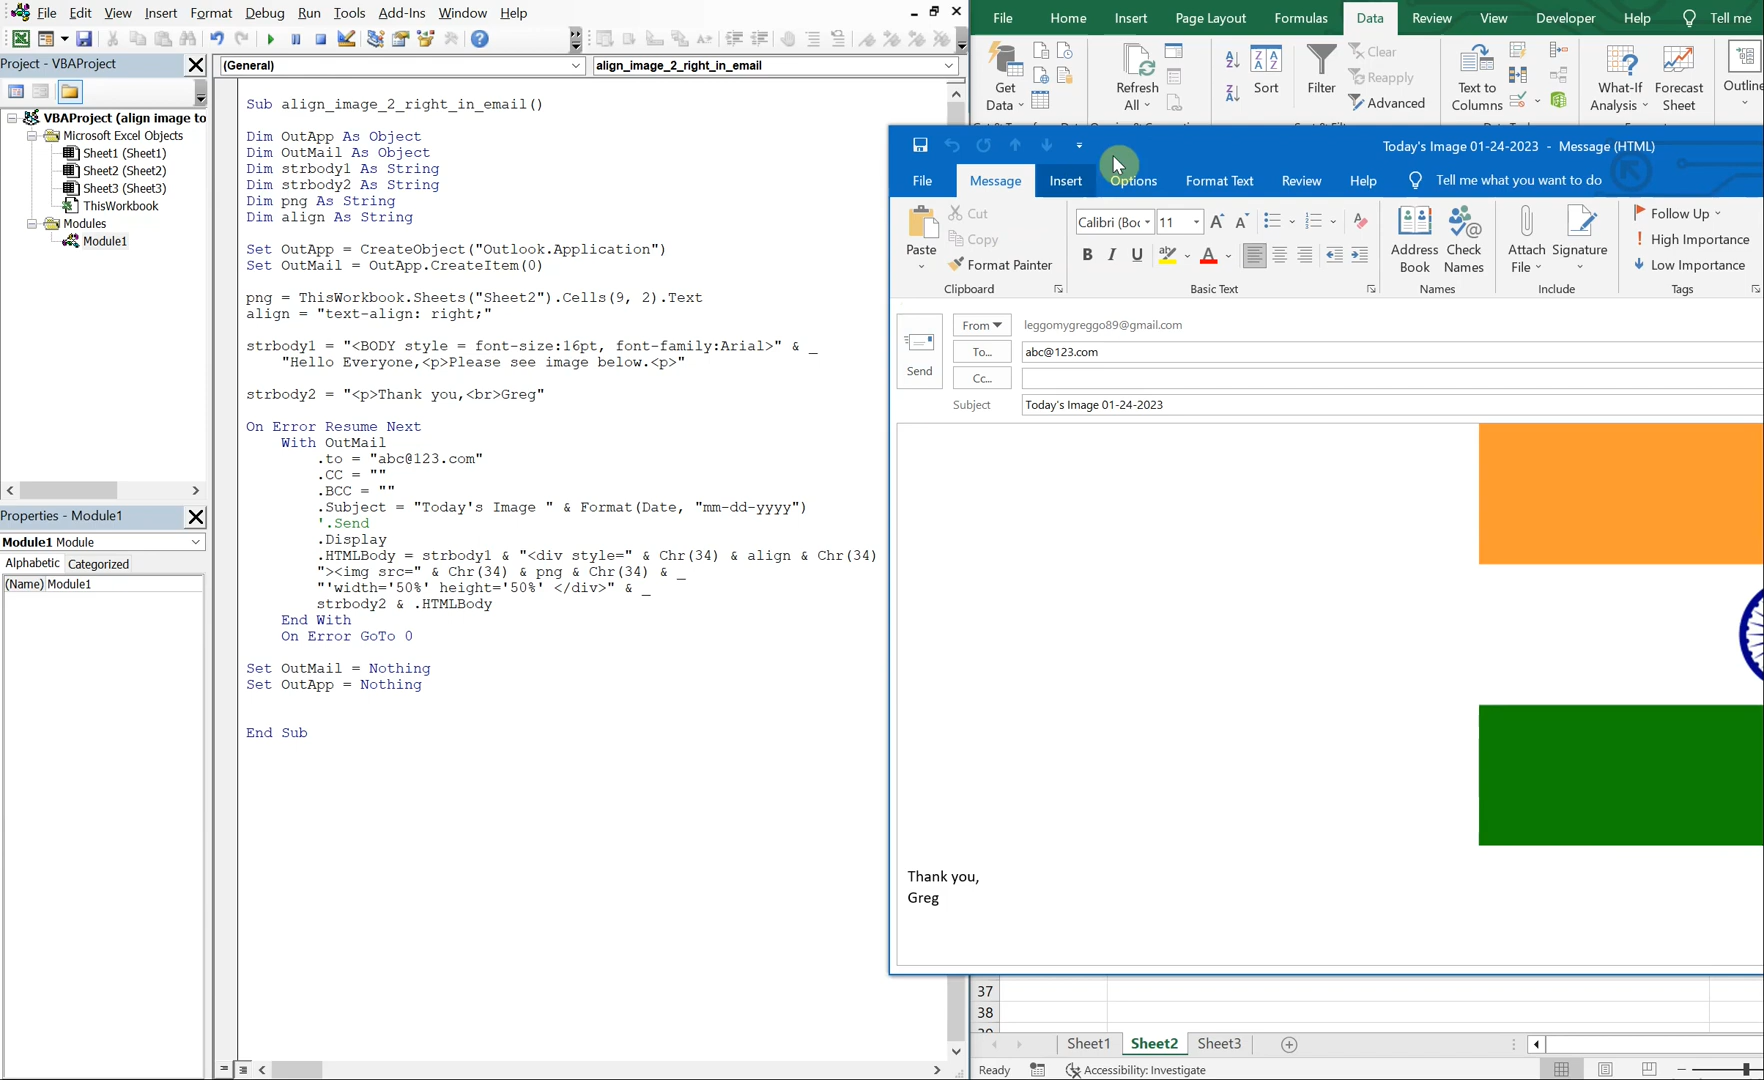 File Edit View Insert Format Debug Run Tools Add-Ins Window Help
Project - VBAProject
VBAProject (align image to
Microsoft Excel Objects
Sheet1 (Sheet1)
Sheet2 (Sheet2)
Sheet3 (Sheet3)
ThisWorkbook
Modules
Module1
Properties - Module1
Module1 Module
Alphabetic Categorized
(Name) Module1
(General) align_image_2_right_in_email
Sub align_image_2_right_in_email()
Dim OutApp As Object
Dim OutMail As Object
Dim strbody1 As String
Dim strbody2 As String
Dim png As String
Dim align As String
Set OutApp = CreateObject("Outlook.Application")
Set OutMail = OutApp.CreateItem(0)
png = ThisWorkbook.Sheets("Sheet2").Cells(9, 2).Text
align = "text-align: right;"
strbody1 = "<BODY style = font-size:16pt, font-family:Arial>" & _
"Hello Everyone,<p>Please see image below.<p>"
strbody2 = "<p>Thank you,<br>Greg"
On Error Resume Next
With OutMail
.to = "abc@123.com"
.CC = ""
.BCC = ""
.Subject = "Today's Image " & Format(Date, "mm-dd-yyyy")
'.Send
.Display
.HTMLBody = strbody1 & "<div style=" & Chr(34) & align & Chr(34)
"><img src=" & Chr(34) & png & Chr(34) & _
"'width='50%' height='50%' </div>" & _
strbody2 & .HTMLBody
End With
On Error GoTo 0
Set OutMail = Nothing
Set OutApp = Nothing
End Sub
File Home Insert Page Layout Formulas Data Review View Developer Help Tell me
Get Data
Refresh All
Sort
Filter
Clear
Reapply
Advanced
Text to Columns
What-If Analysis
Forecast Sheet
Outline
Today's Image 01-24-2023 - Message (HTML)
File Message Insert Options Format Text Review Help Tell me what you want to do
Paste
Cut
Copy
Format Painter
Clipboard
Calibri (Boc 11
B I U
Basic Text
Address Book
Check Names
Names
Attach File
Signature
Include
Follow Up
High Importance
Low Importance
Tags
Send
From leggomygreggo89@gmail.com
To... abc@123.com
Cc...
Subject Today's Image 01-24-2023
Thank you,
Greg
37
38
Sheet1 Sheet2 Sheet3
Ready Accessibility: Investigate